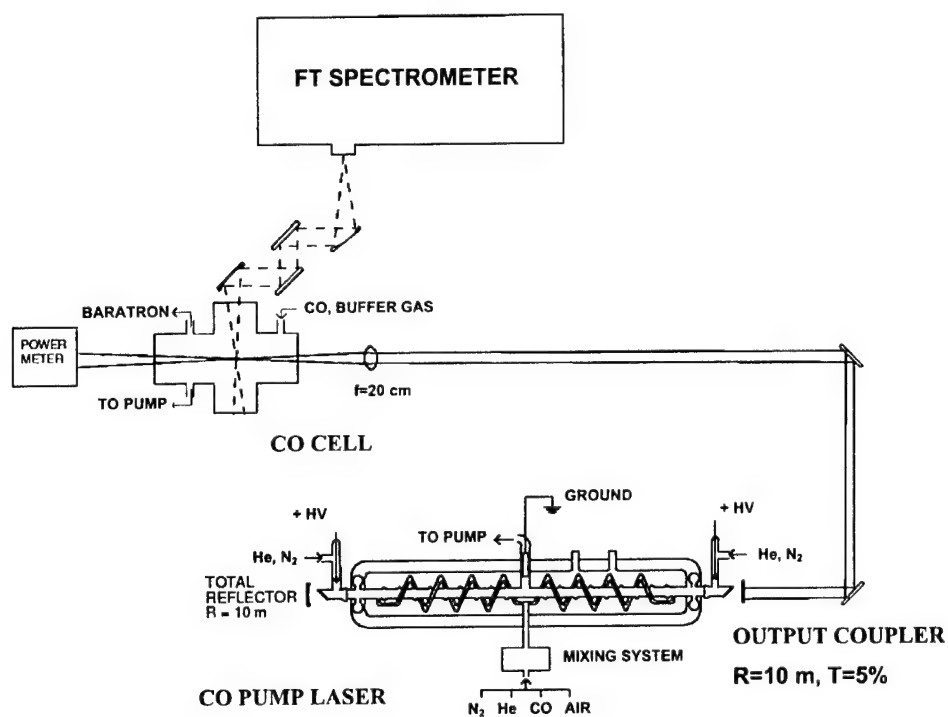 FT SPECTROMETER
BARATRON
CO, BUFFER GAS
POWER
METER
f=20 cm
TO PUMP
CO CELL
GROUND
+ HV
+ HV
TO PUMP
He, N₂
He, N₂
TOTAL
REFLECTOR
R = 10 m
OUTPUT COUPLER
R=10 m, T=5%
MIXING SYSTEM
CO PUMP LASER
N₂ He CO AIR